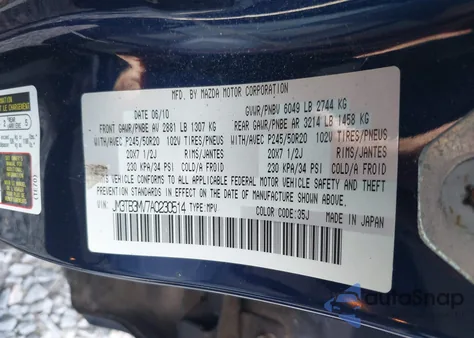 MFD. BY MAZDA MOTOR CORPORATION
DATE 06/10 GVWR/PNBV 6049 LB 2744 KG
FRONT GAWR/PNBE AV 2881 LB 1307 KG REAR GAWR/PNBE AR 3214 LB 1458 KG
WITH/AVEC P245/50R20 102V TIRES/PNEUS WITH/AVEC P245/50R20 102V TIRES/PNEUS
20X7 1/2J RIMS/JANTES 20X7 1/2J RIMS/JANTES
230 KPA/34 PSI COLD/A FROID 230 KPA/34 PSI COLD/A FROID
THIS VEHICLE CONFORMS TO ALL APPLICABLE FEDERAL MOTOR VEHICLE SAFETY AND THEFT
PREVENTION STANDARDS IN EFFECT ON THE DATE OF MANUFACTURE SHOWN ABOVE.
VIN: JM3TB3MV7A0230514 TYPE:MPV COLOR CODE:35J MADE IN JAPAN
autoSnap